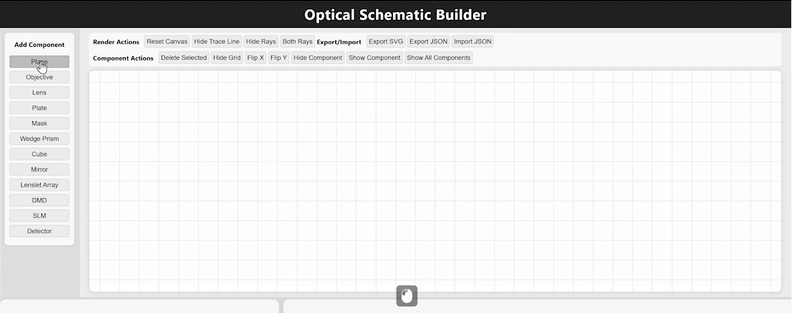 Optical Schematic Builder
Add Component
Plane
Objective
Lens
Plate
Mask
Wedge Prism
Cube
Mirror
Lenslet Array
DMD
SLM
Detector
Render Actions Reset Canvas Hide Trace Line Hide Rays Both Rays Export/Import Export SVG Export JSON Import JSON
Component Actions Delete Selected Hide Grid Flip X Flip Y Hide Component Show Component Show All Components